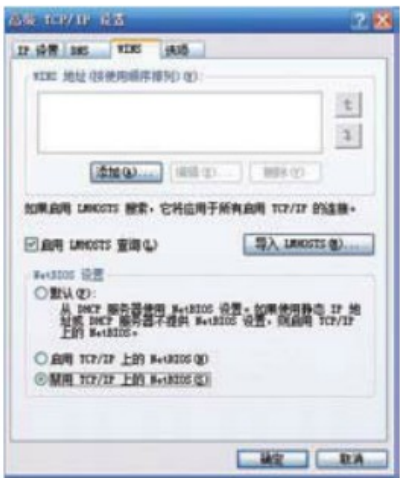 高级 TCP/IP 设置
IP 设置 DNS WINS 选项
WINS 地址(按使用顺序排列)(W):
添加(A)... 编辑(E)... 删除(V)
如果启用 LMHOSTS 搜索，它将应用于所有启用 TCP/IP 的连接。
启用 LMHOSTS 查询(L) 导入 LMHOSTS(M)...
NetBIOS 设置
默认(F):
从 DHCP 服务器使用 NetBIOS 设置。如果使用静态 IP 地
址或 DHCP 服务器不提供 NetBIOS 设置，则启用 TCP/IP
上的 NetBIOS。
启用 TCP/IP 上的 NetBIOS(N)
禁用 TCP/IP 上的 NetBIOS(S)
确定 取消